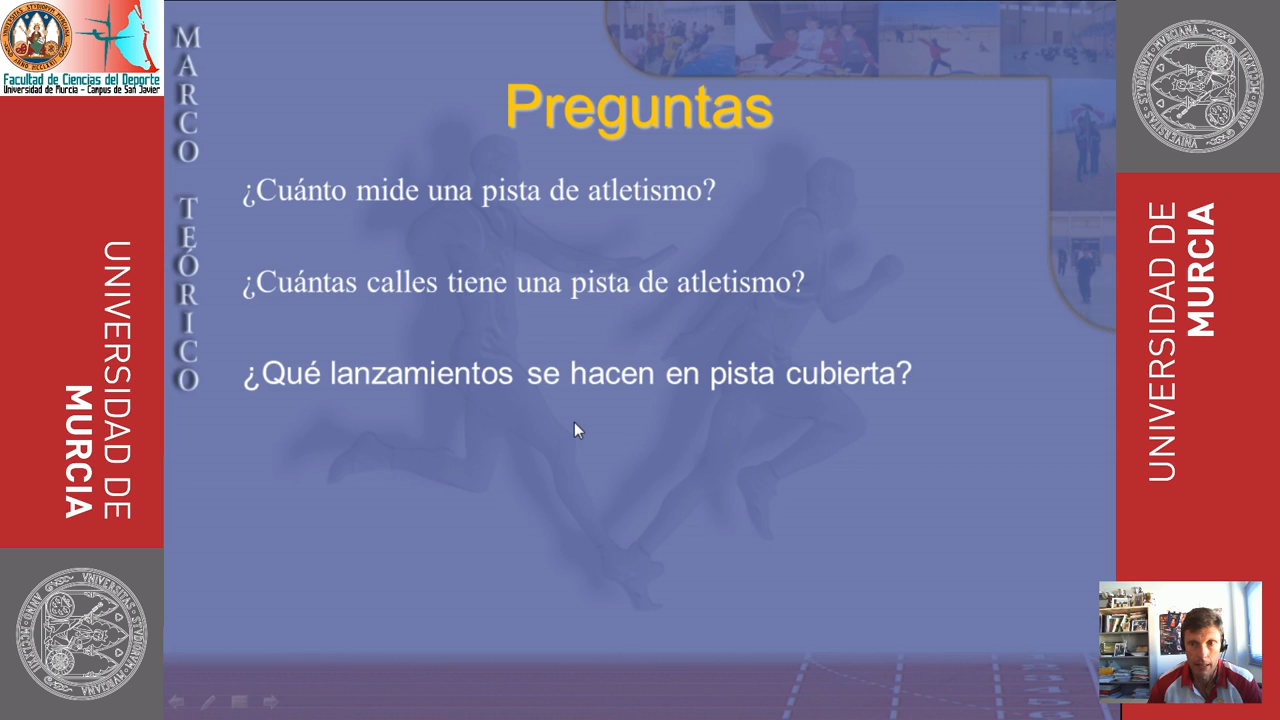 Facultad de Ciencias del Deporte
Universidad de Murcia - Campus de San Javier
MARCO TEÓRICO
Preguntas
¿Cuánto mide una pista de atletismo?
¿Cuántas calles tiene una pista de atletismo?
¿Qué lanzamientos se hacen en pista cubierta?
UNIVERSIDAD DE
MURCIA
UNIVERSIDAD DE
MURCIA